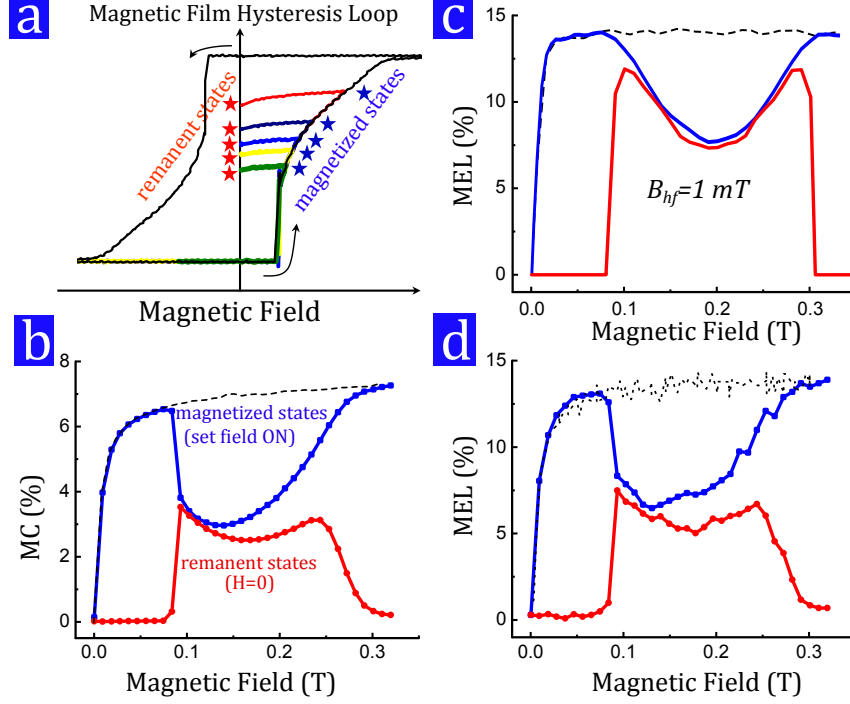 a
Magnetic Film Hysteresis Loop
remanent states
magnetized states
Magnetic Field
b
8
6
4
2
0
MC (%)
magnetized states
(set field ON)
remanent states
(H=0)
0.0 0.1 0.2 0.3
Magnetic Field (T)
c
15
10
5
0
MEL (%)
Bhf=1 mT
0.0 0.1 0.2 0.3
Magnetic Field (T)
d
15
10
5
0
MEL (%)
0.0 0.1 0.2 0.3
Magnetic Field (T)